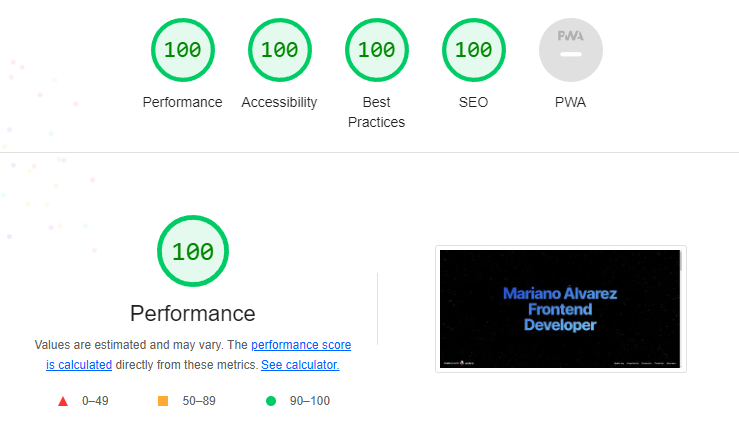 100 100 100 100 PWA
Performance Accessibility Best Practices SEO PWA
100
Performance
Values are estimated and may vary. The performance score
is calculated directly from these metrics. See calculator.
0–49 50–89 90–100
Mariano Álvarez
Frontend
Developer